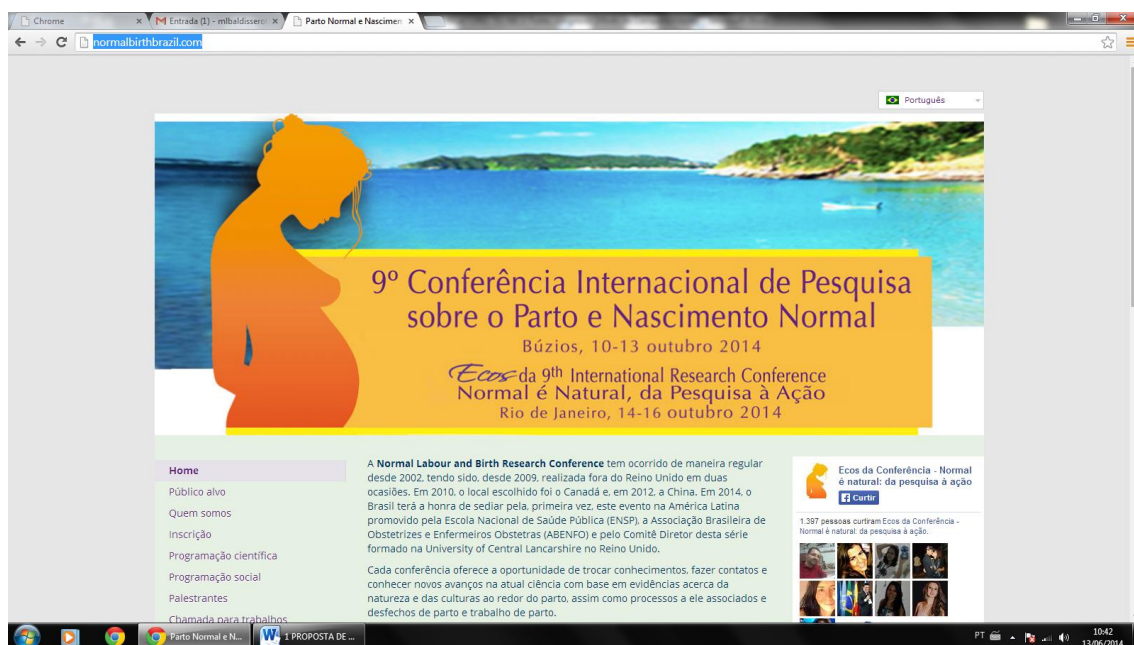 Chrome
Entrada (1) - mlbaldissero
Parto Normal e Nascimen
normalbirthbrazil.com
Português
9º Conferência Internacional de Pesquisa
sobre o Parto e Nascimento Normal
Búzios, 10-13 outubro 2014
Ecos da 9th International Research Conference
Normal é Natural, da Pesquisa à Ação
Rio de Janeiro, 14-16 outubro 2014
Home
Público alvo
Quem somos
Inscrição
Programação científica
Programação social
Palestrantes
Chamada para trabalhos
A Normal Labour and Birth Research Conference tem ocorrido de maneira regular
desde 2002, tendo sido, desde 2009, realizada fora do Reino Unido em duas
ocasiões. Em 2010, o local escolhido foi o Canadá e, em 2012, a China. Em 2014, o
Brasil terá a honra de sediar pela, primeira vez, este evento na América Latina
promovido pela Escola Nacional de Saúde Pública (ENSP), a Associação Brasileira de
Obstetrizes e Enfermeiros Obstetras (ABENFO) e pelo Comitê Diretor desta série
formado na University of Central Lancarshire no Reino Unido.
Cada conferência oferece a oportunidade de trocar conhecimentos, fazer contatos e
conhecer novos avanços na atual ciência com base em evidências acerca da
natureza e das culturas ao redor do parto, assim como processos a ele associados e
desfechos de parto e trabalho de parto.
Ecos da Conferência - Normal
é natural: da pesquisa à ação
Curtir
1.397 pessoas curtiram Ecos da Conferência -
Normal é natural: da pesquisa à ação.
Parto Normal e N...
1 PROPOSTA DE ...
PT
10:42
13/06/2014